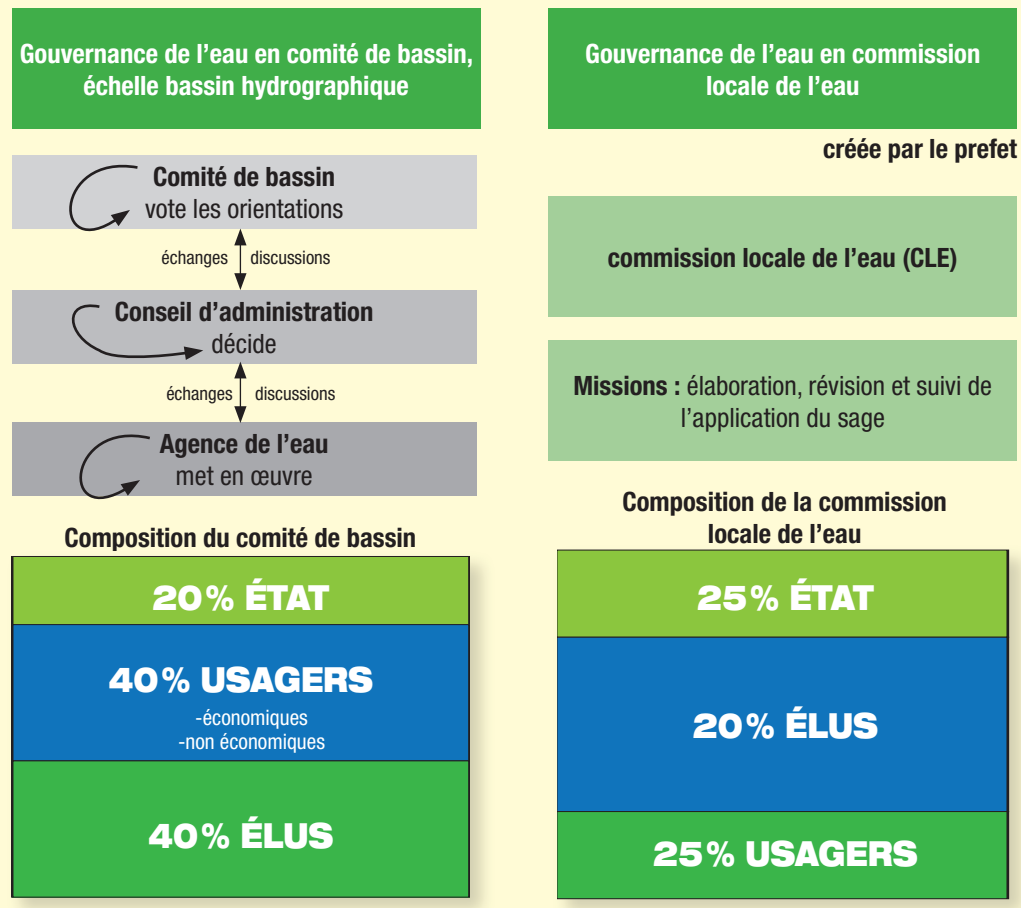 Gouvernance de l’eau en comité de bassin,
échelle bassin hydrographique
Comité de bassin
vote les orientations
échanges discussions
Conseil d’administration
décide
échanges discussions
Agence de l’eau
met en œuvre
Composition du comité de bassin
20% ÉTAT
40% USAGERS
-économiques
-non économiques
40% ÉLUS
Gouvernance de l’eau en commission
locale de l’eau
créée par le prefet
commission locale de l’eau (CLE)
Missions : élaboration, révision et suivi de
l’application du sage
Composition de la commission
locale de l’eau
25% ÉTAT
20% ÉLUS
25% USAGERS